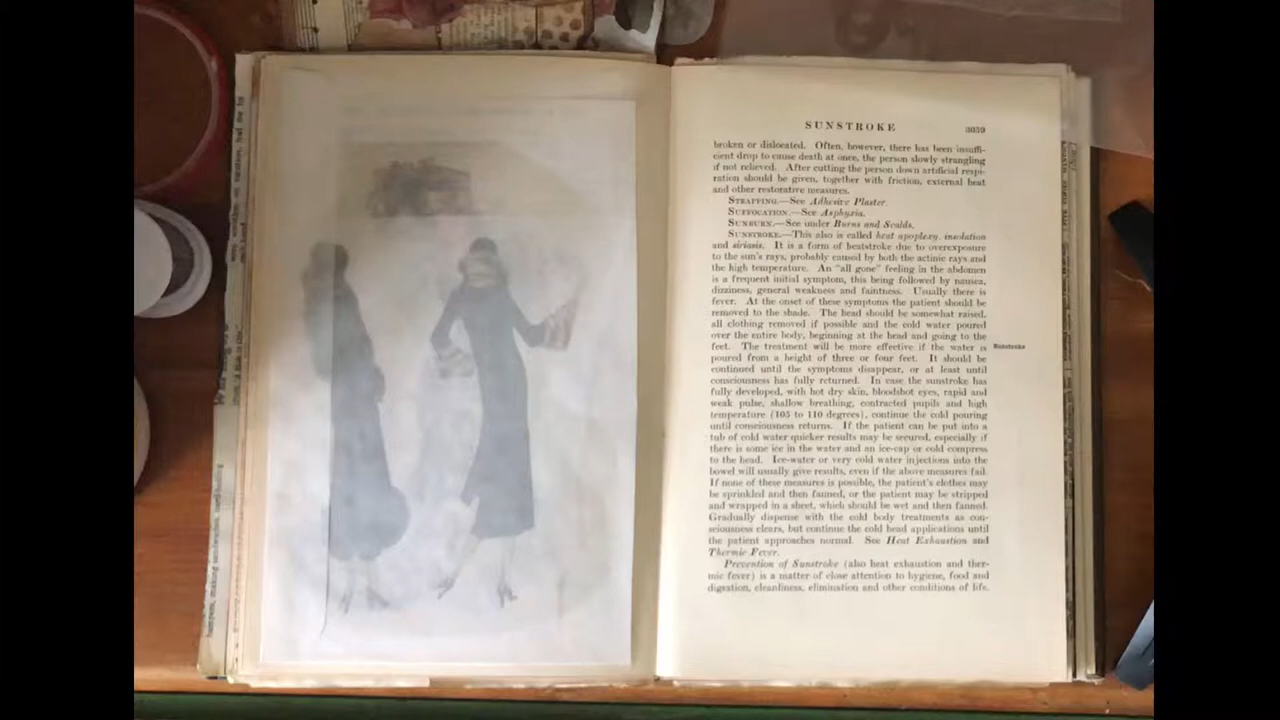 SUNSTROKE 3059
broken or dislocated. Often, however, there has been insuffi-
cient drop to cause death at once, the person slowly strangling
if not relieved. After cutting the person down artificial respi-
ration should be given, together with friction, external heat
and other restorative measures.
STRAPPING.—See Adhesive Plaster.
SUFFOCATION.—See Asphyxia.
SUNBURN.—See under Burns and Scalds.
SUNSTROKE.—This also is called heat apoplexy, insolation
and siriasis. It is a form of heatstroke due to overexposure
to the sun's rays, probably caused by both the actinic rays and
the high temperature. An "all gone" feeling in the abdomen
is a frequent initial symptom, this being followed by nausea,
dizziness, general weakness and faintness. Usually there is
fever. At the onset of these symptoms the patient should be
removed to the shade. The head should be somewhat raised,
all clothing removed if possible and the cold water poured
over the entire body, beginning at the head and going to the
feet. The treatment will be more effective if the water is
Sunstroke
poured from a height of three or four feet. It should be
continued until the symptoms disappear, or at least until
consciousness has fully returned. In case the sunstroke has
fully developed, with hot dry skin, bloodshot eyes, rapid and
weak pulse, shallow breathing, contracted pupils and high
temperature (105 to 110 degrees), continue the cold pouring
until consciousness returns. If the patient can be put into a
tub of cold water quicker results may be secured, especially if
there is some ice in the water and an ice-cap or cold compress
to the head. Ice-water or very cold water injections into the
bowel will usually give results, even if the above measures fail.
If none of these measures is possible, the patient's clothes may
be sprinkled and then fanned, or the patient may be stripped
and wrapped in a sheet, which should be wet and then fanned.
Gradually dispense with the cold body treatments as con-
sciousness clears, but continue the cold head applications until
the patient approaches normal. See Heat Exhaustion and
Thermic Fever.
Prevention of Sunstroke (also heat exhaustion and ther-
mic fever) is a matter of close attention to hygiene, food and
digestion, cleanliness, elimination and other conditions of life.